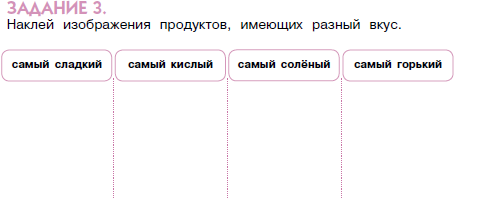 ЗАДАНИЕ 3.
Наклей изображения продуктов, имеющих разный вкус.
самый сладкий самый кислый самый солёный самый горький